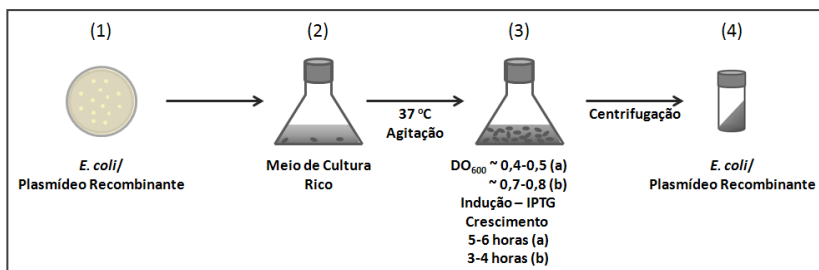 (1)
(2)
(3)
(4)
37 ºC
Agitação
Centrifugação
E. coli/
Plasmídeo Recombinante
Meio de Cultura
Rico
DO600 ~ 0,4-0,5 (a)
~ 0,7-0,8 (b)
Indução – IPTG
Crescimento
5-6 horas (a)
3-4 horas (b)
E. coli/
Plasmídeo Recombinante